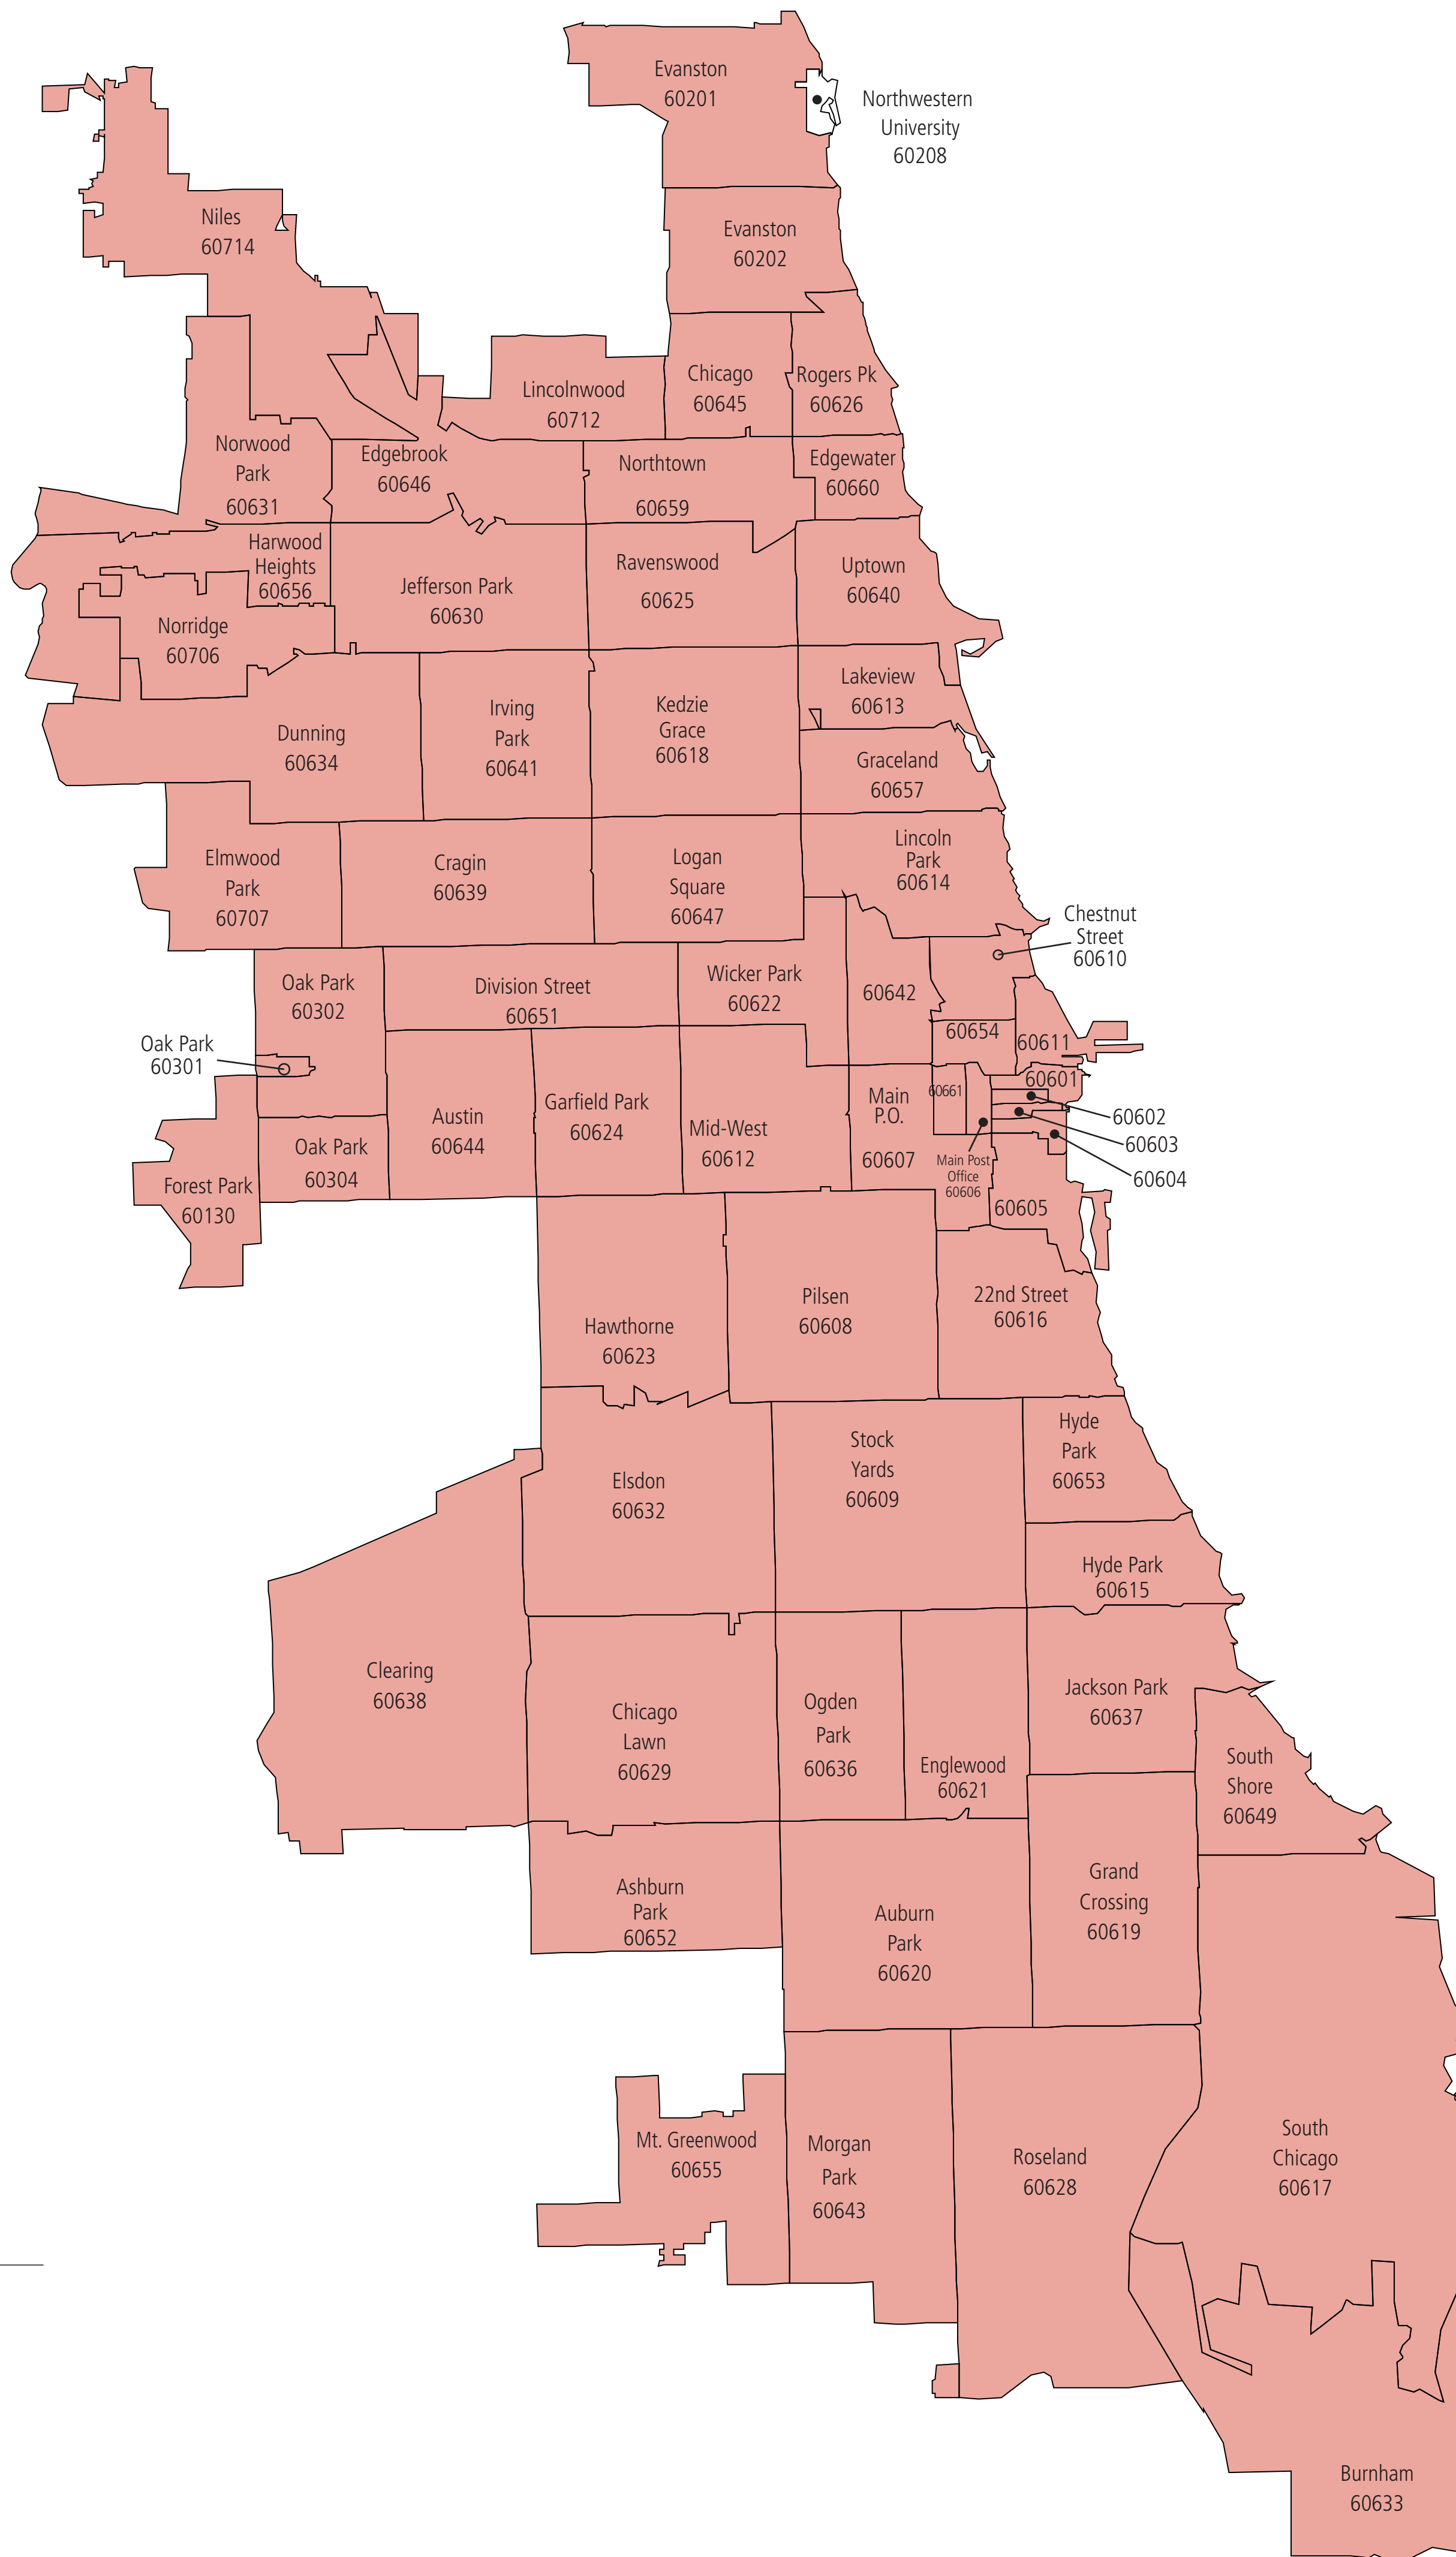 Evanston
60201
Northwestern
University
60208
Niles
60714
Evanston
60202
Lincolnwood
60712
Chicago
60645
Rogers Pk
60626
Norwood
Park
60631
Edgebrook
60646
Northtown
60659
Edgewater
60660
Harwood
Heights
60656
Jefferson Park
60630
Ravenswood
60625
Uptown
60640
Norridge
60706
Dunning
60634
Irving
Park
60641
Kedzie
Grace
60618
Lakeview
60613
Graceland
60657
Elmwood
Park
60707
Cragin
60639
Logan
Square
60647
Lincoln
Park
60614
Chestnut
Street
60610
Oak Park
60302
Division Street
60651
Wicker Park
60622
60642
60654
60611
Oak Park
60301
Austin
60644
Garfield Park
60624
Mid-West
60612
Main
P.O.
60607
60661
60601
60602
60603
60604
Main Post
Office
60606
60605
Oak Park
60304
Forest Park
60130
Hawthorne
60623
Pilsen
60608
22nd Street
60616
Elsdon
60632
Stock
Yards
60609
Hyde
Park
60653
Hyde Park
60615
Clearing
60638
Chicago
Lawn
60629
Ogden
Park
60636
Englewood
60621
Jackson Park
60637
South
Shore
60649
Ashburn
Park
60652
Auburn
Park
60620
Grand
Crossing
60619
Mt. Greenwood
60655
Morgan
Park
60643
Roseland
60628
South
Chicago
60617
Burnham
60633